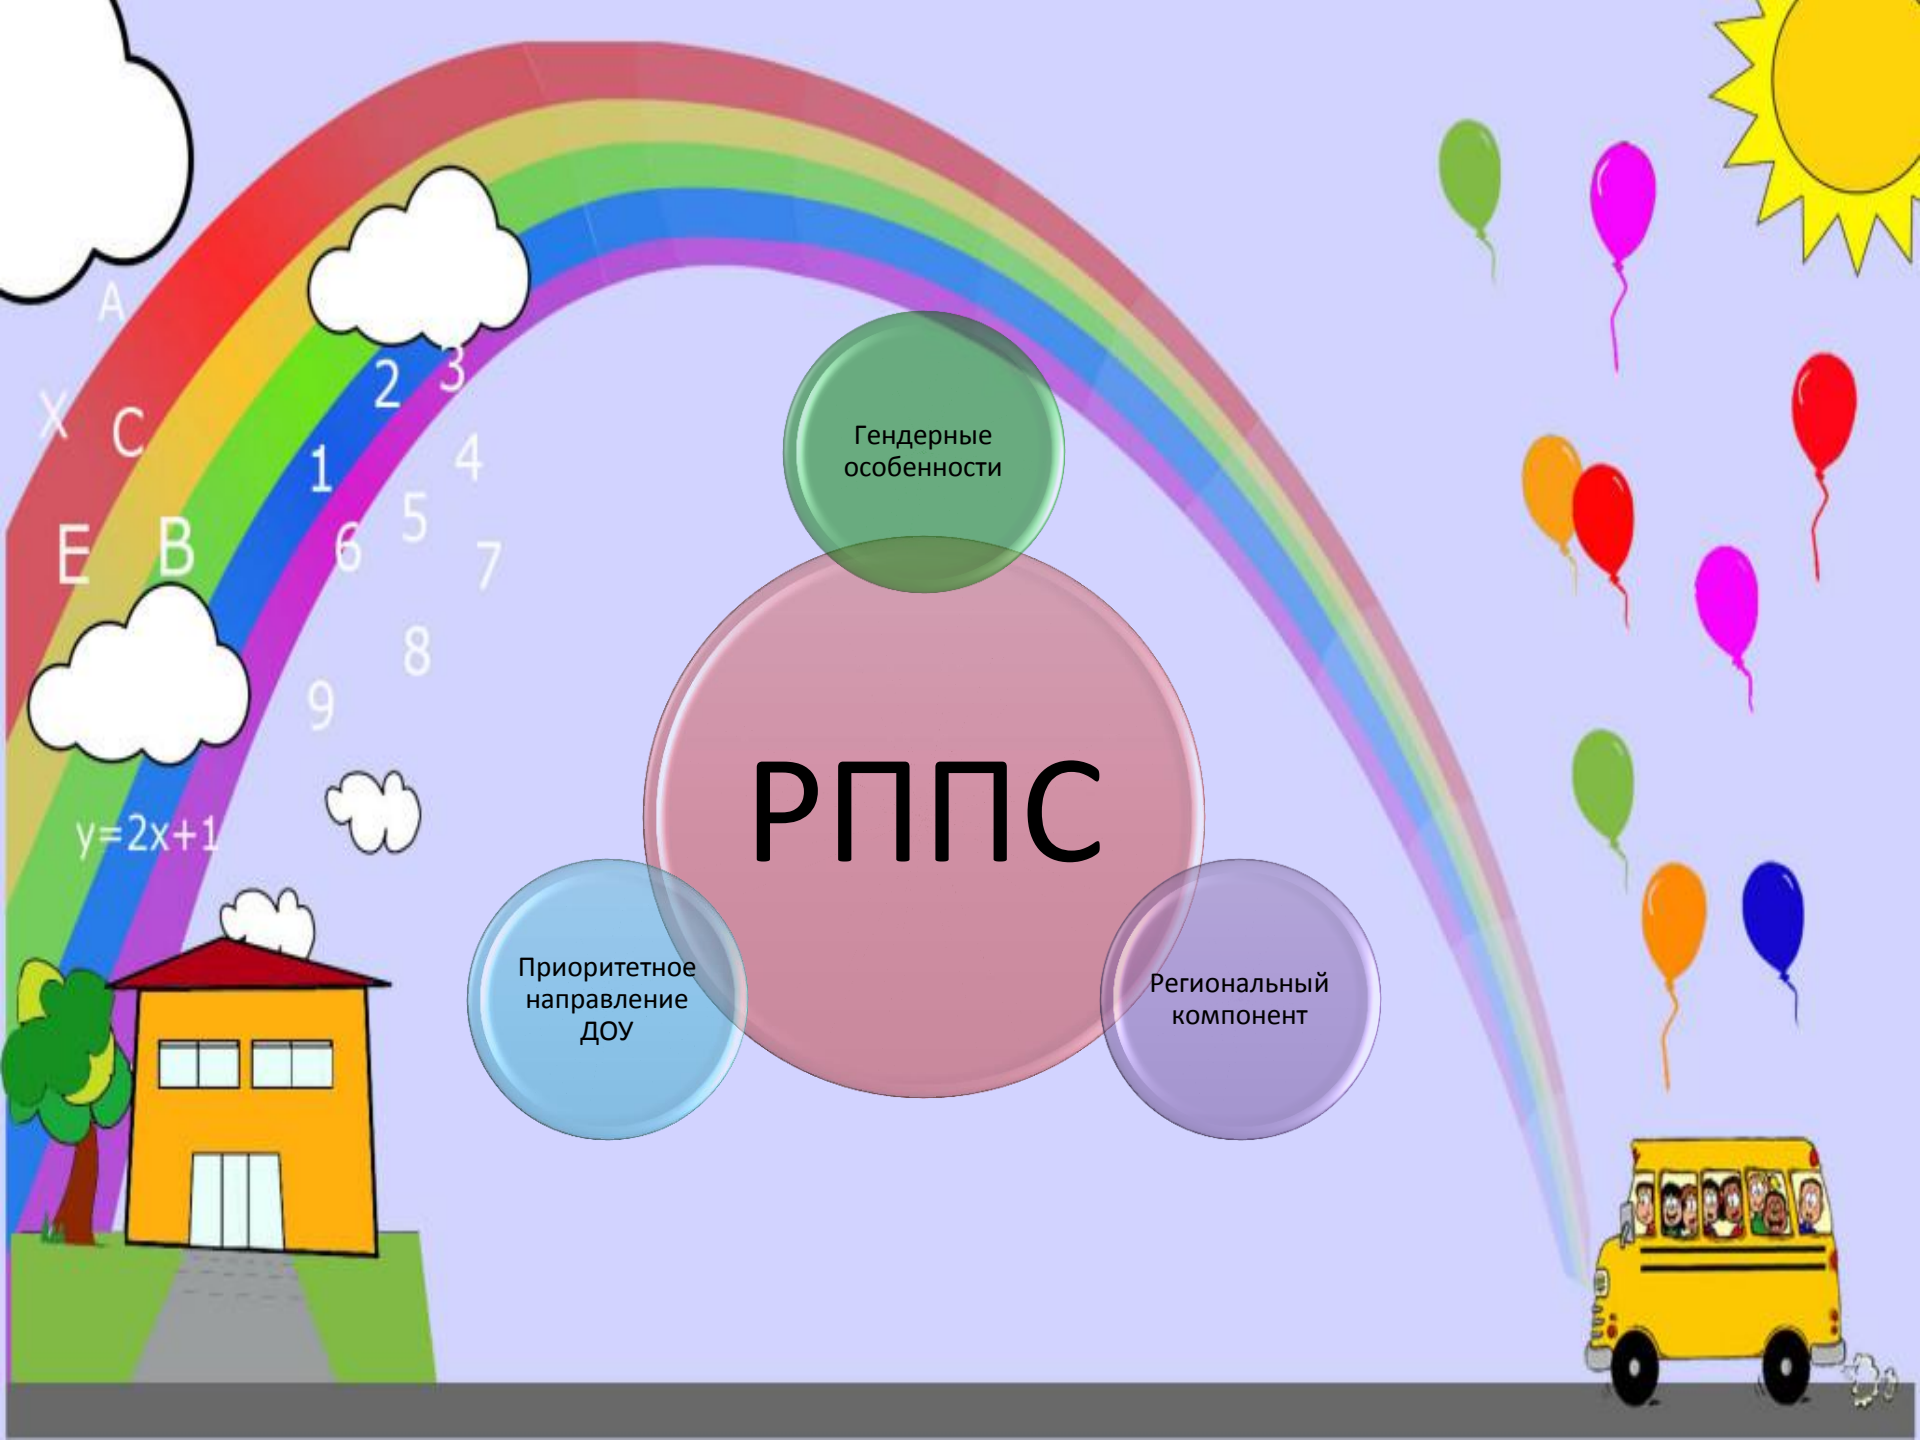 A
X C
E B
2 3
1 4
5
6 7
8
9
y=2x+1
Гендерные
особенности
РППС
Приоритетное
направление
ДОУ
Региональный
компонент